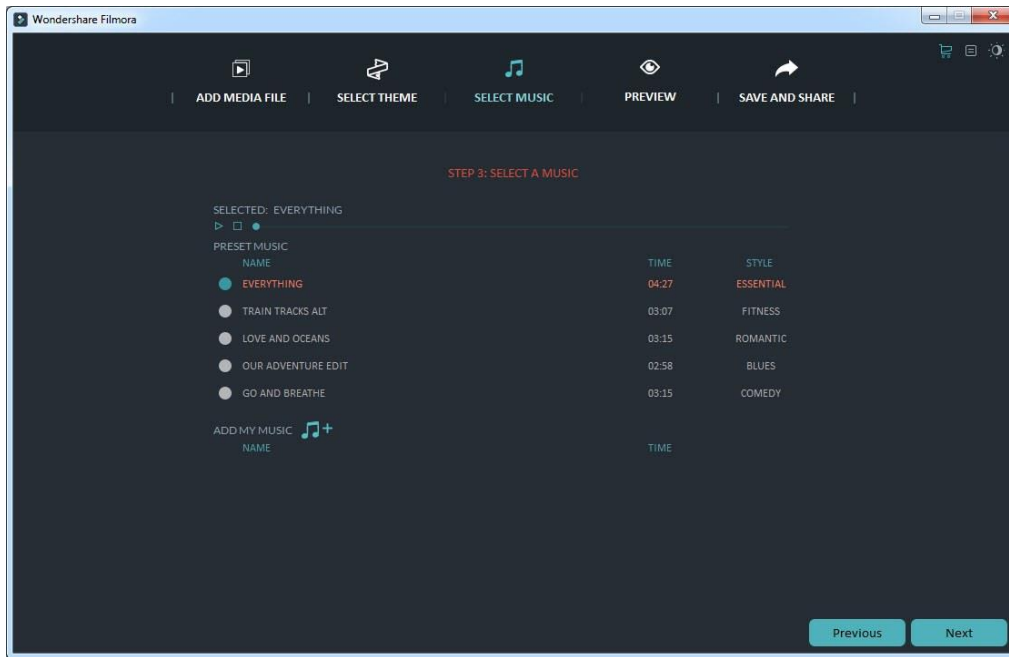 Wondershare Filmora
ADD MEDIA FILE | SELECT THEME SELECT MUSIC PREVIEW | SAVE AND SHARE |
STEP 3: SELECT A MUSIC
SELECTED: EVERYTHING
PRESET MUSIC
NAME TIME STYLE
EVERYTHING 04:27 ESSENTIAL
TRAIN TRACKS ALT 03:07 FITNESS
LOVE AND OCEANS 03:15 ROMANTIC
OUR ADVENTURE EDIT 02:58 BLUES
GO AND BREATHE 03:15 COMEDY
ADD MY MUSIC
NAME TIME
Previous Next